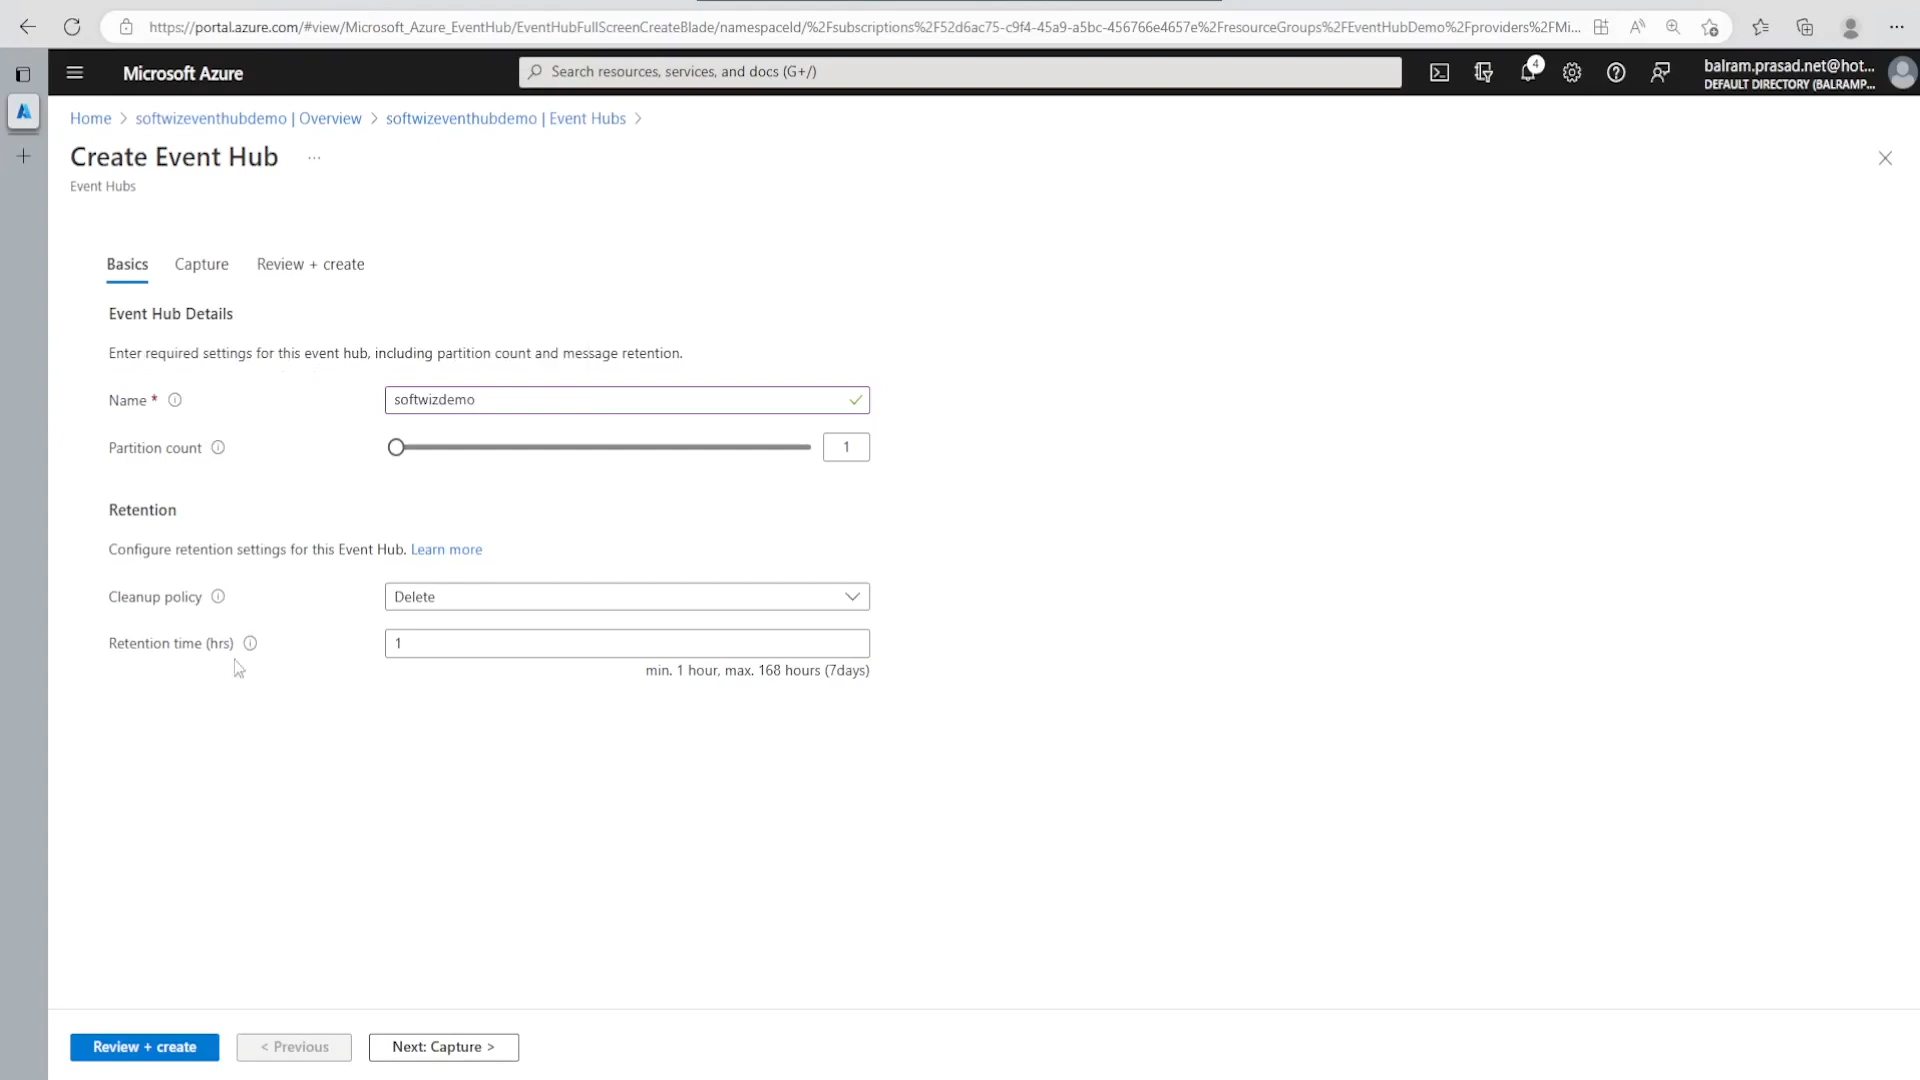 https://portal.azure.com/#view/Microsoft_Azure_EventHub/EventHubFullScreenCreateBlade/namespaceId/%2Fsubscriptions%2F52d6ac75-c9f4-45a9-a5bc-456766e4657e%2FresourceGroups%2FEventHubDemo%2Fproviders%2FMi...
Microsoft Azure
Search resources, services, and docs (G+/)
4
balram.prasad.net@hot...
DEFAULT DIRECTORY (BALRAMP...
Home > softwizeventhubdemo | Overview > softwizeventhubdemo | Event Hubs >
Create Event Hub ...
Event Hubs
Basics Capture Review + create
Event Hub Details
Enter required settings for this event hub, including partition count and message retention.
Name * softwizdemo
Partition count 1
Retention
Configure retention settings for this Event Hub. Learn more
Cleanup policy Delete
Retention time (hrs) 1
min. 1 hour, max. 168 hours (7days)
Review + create < Previous Next: Capture >